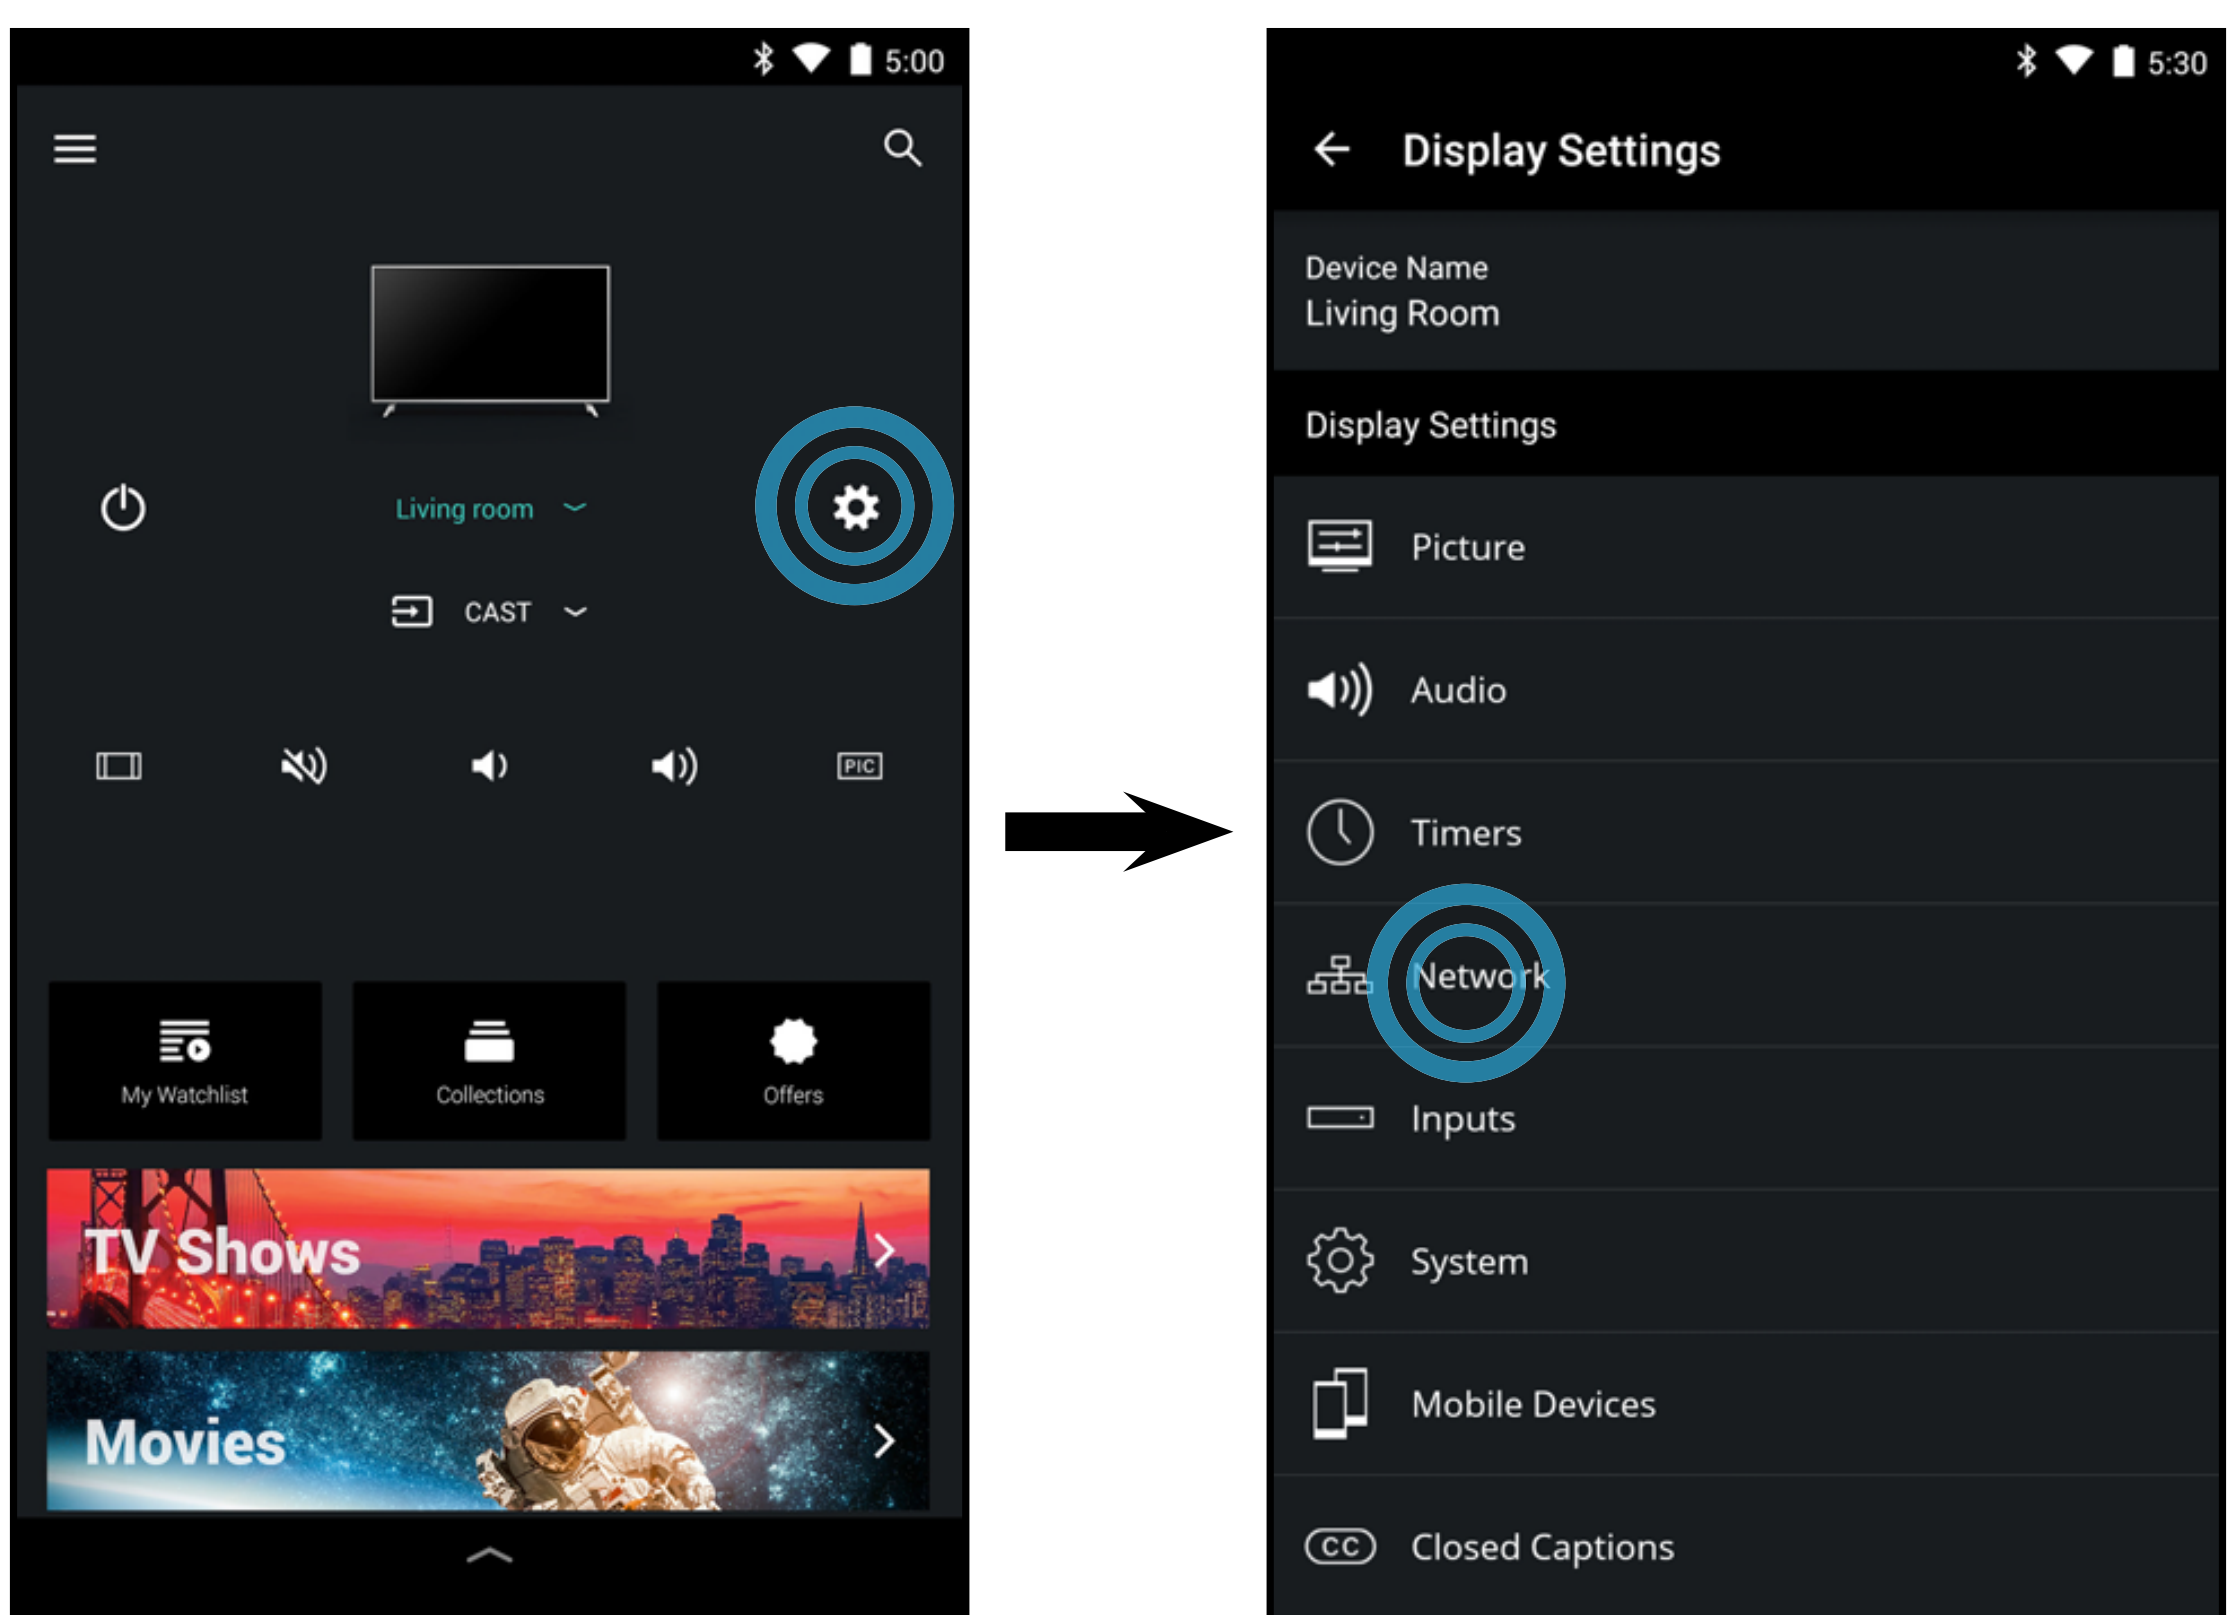 5:00
Living room
CAST
PIC
My Watchlist
Collections
Offers
TV Shows
Movies
5:30
Display Settings
Device Name
Living Room
Display Settings
Picture
Audio
Timers
Network
Inputs
System
Mobile Devices
CC Closed Captions